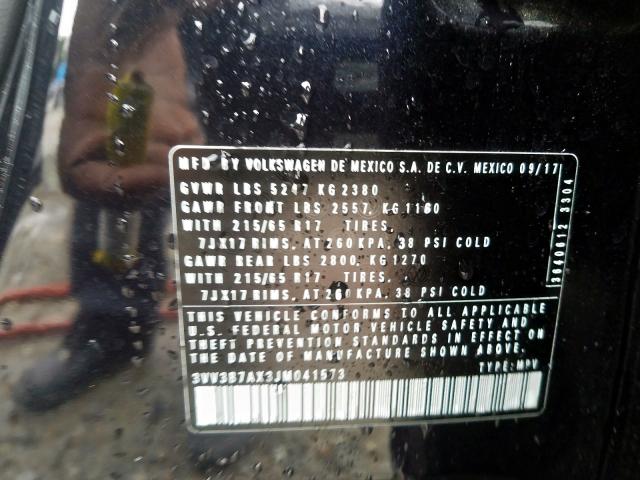 MFD BY VOLKSWAGEN DE MEXICO S.A. DE C.V. MEXICO 09/17
GVWR LBS 5247 KG 2380
GAWR FRONT LBS 2557, KG 1160
WITH 215/65 R17 TIRES,
7JX17 RIMS, AT 260 KPA, 38 PSI COLD
GAWR REAR LBS 2800, KG 1270
WITH 215/65 R17 TIRES,
7JX17 RIMS, AT 260 KPA, 38 PSI COLD
THIS VEHICLE CONFORMS TO ALL APPLICABLE
U.S. FEDERAL MOTOR VEHICLE SAFETY AND
THEFT PREVENTION STANDARDS IN EFFECT ON
THE DATE OF MANUFACTURE SHOWN ABOVE.
3VV3B7AX3JM041573 TYPE: MPV
3640612 3304